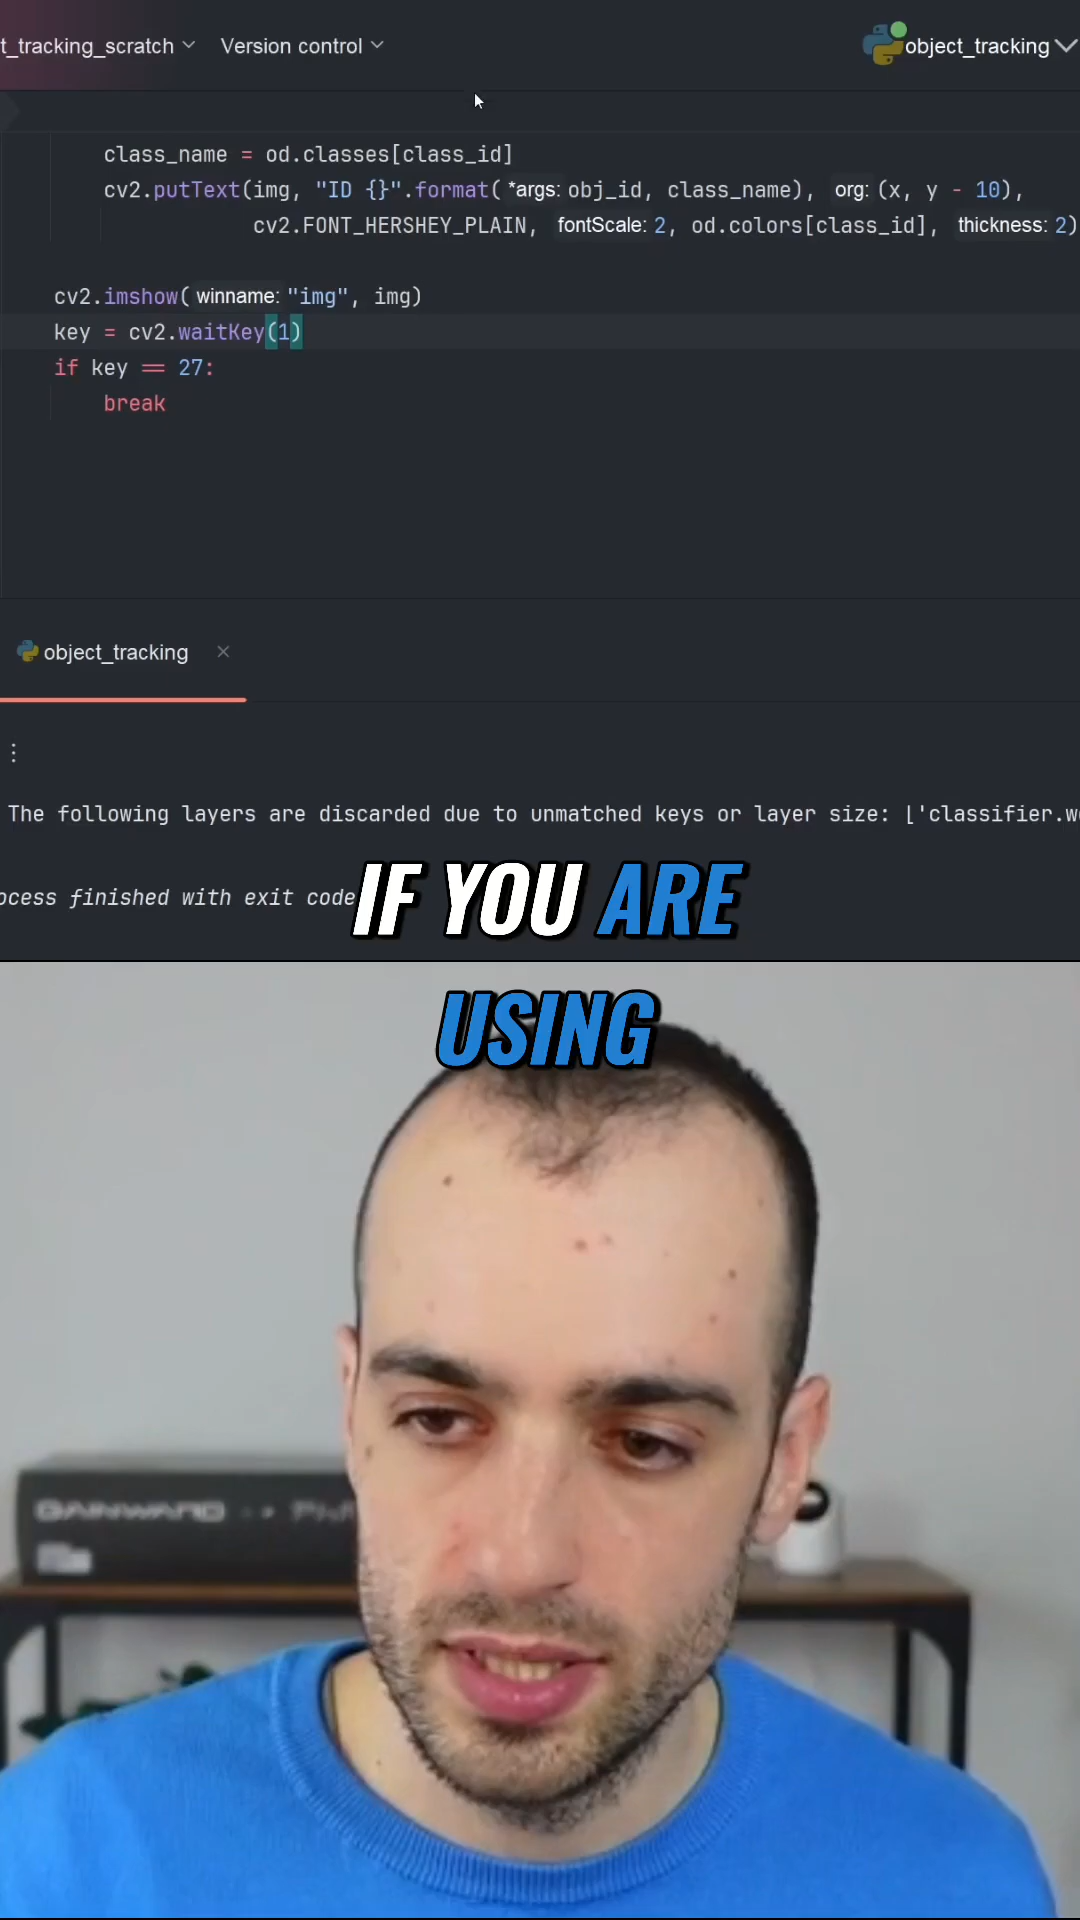 t_tracking_scratch Version control object_tracking
class_name = od.classes[class_id]
cv2.putText(img, "ID {}".format( *args: obj_id, class_name), org: (x, y - 10),
cv2.FONT_HERSHEY_PLAIN, fontScale: 2, od.colors[class_id], thickness: 2)
cv2.imshow( winname: "img", img)
key = cv2.waitKey(1)
if key == 27:
break
object_tracking
The following layers are discarded due to unmatched keys or layer size: ['classifier.w
ocess finished with exit code
IF YOU ARE
USING
GAINWARD